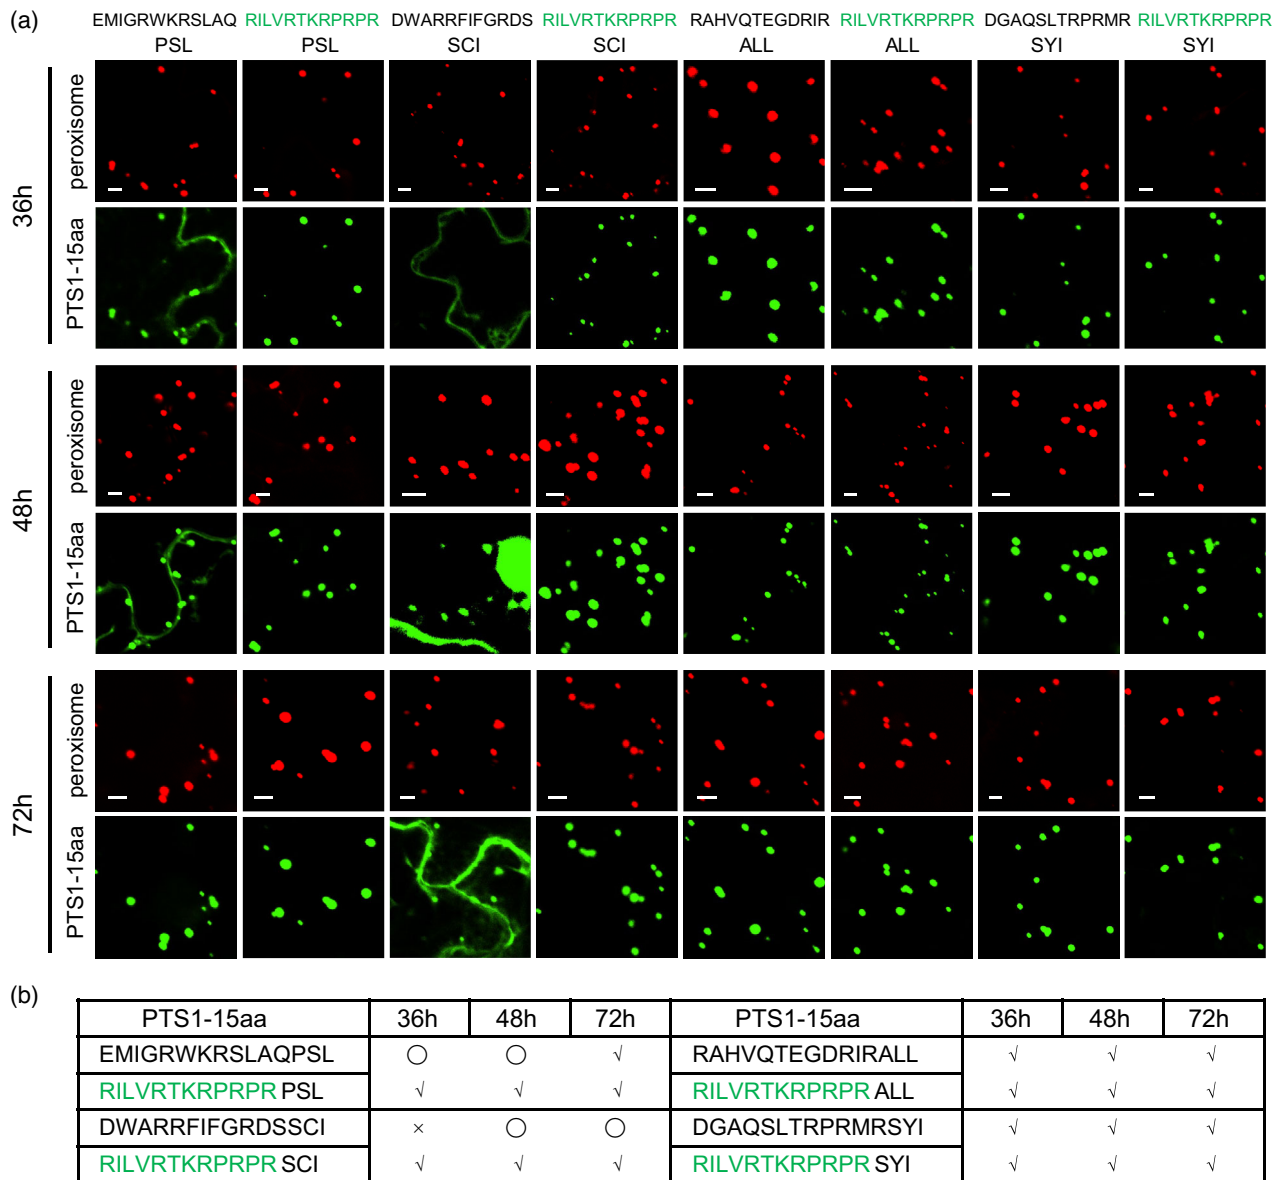 (a)
EMIGRWKRSLAQ RILVRTKRPRPR DWARRFIFGRDS RILVRTKRPRPR RAHVQTEGDRIR RILVRTKRPRPR DGAQSLTRPRMR RILVRTKRPRPR
PSL PSL SCI SCI ALL ALL SYI SYI
36h
peroxisome
PTS1-15aa
48h
peroxisome
PTS1-15aa
72h
peroxisome
PTS1-15aa
(b)
PTS1-15aa 36h 48h 72h PTS1-15aa 36h 48h 72h
EMIGRWKRSLAQPSL ○ ○ √ RAHVQTEGDRIRALL √ √ √
RILVRTKRPRPR PSL √ √ √ RILVRTKRPRPR ALL √ √ √
DWARRFIFGRDSSCI × ○ ○ DGAQSLTRPRMRSYI √ √ √
RILVRTKRPRPR SCI √ √ √ RILVRTKRPRPR SYI √ √ √